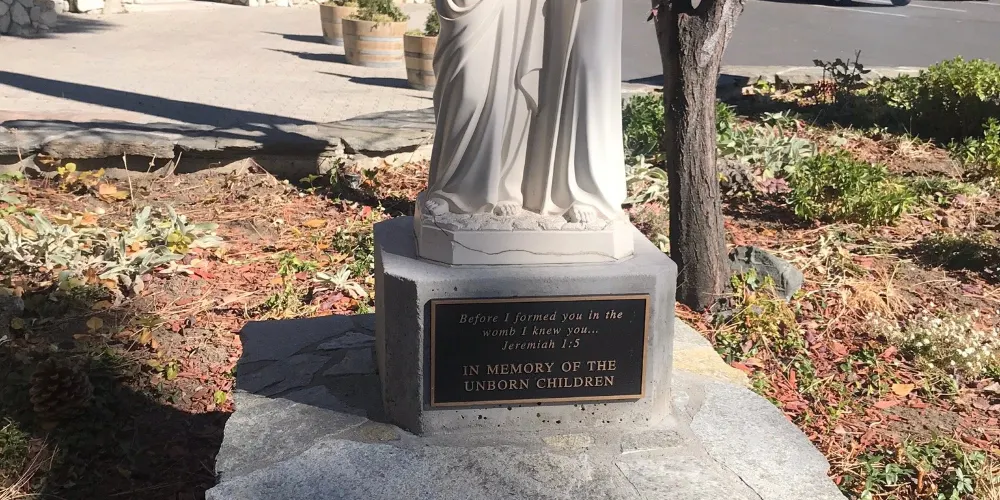 Before I formed you in the
womb I knew you...
Jeremiah 1:5
IN MEMORY OF THE
UNBORN CHILDREN